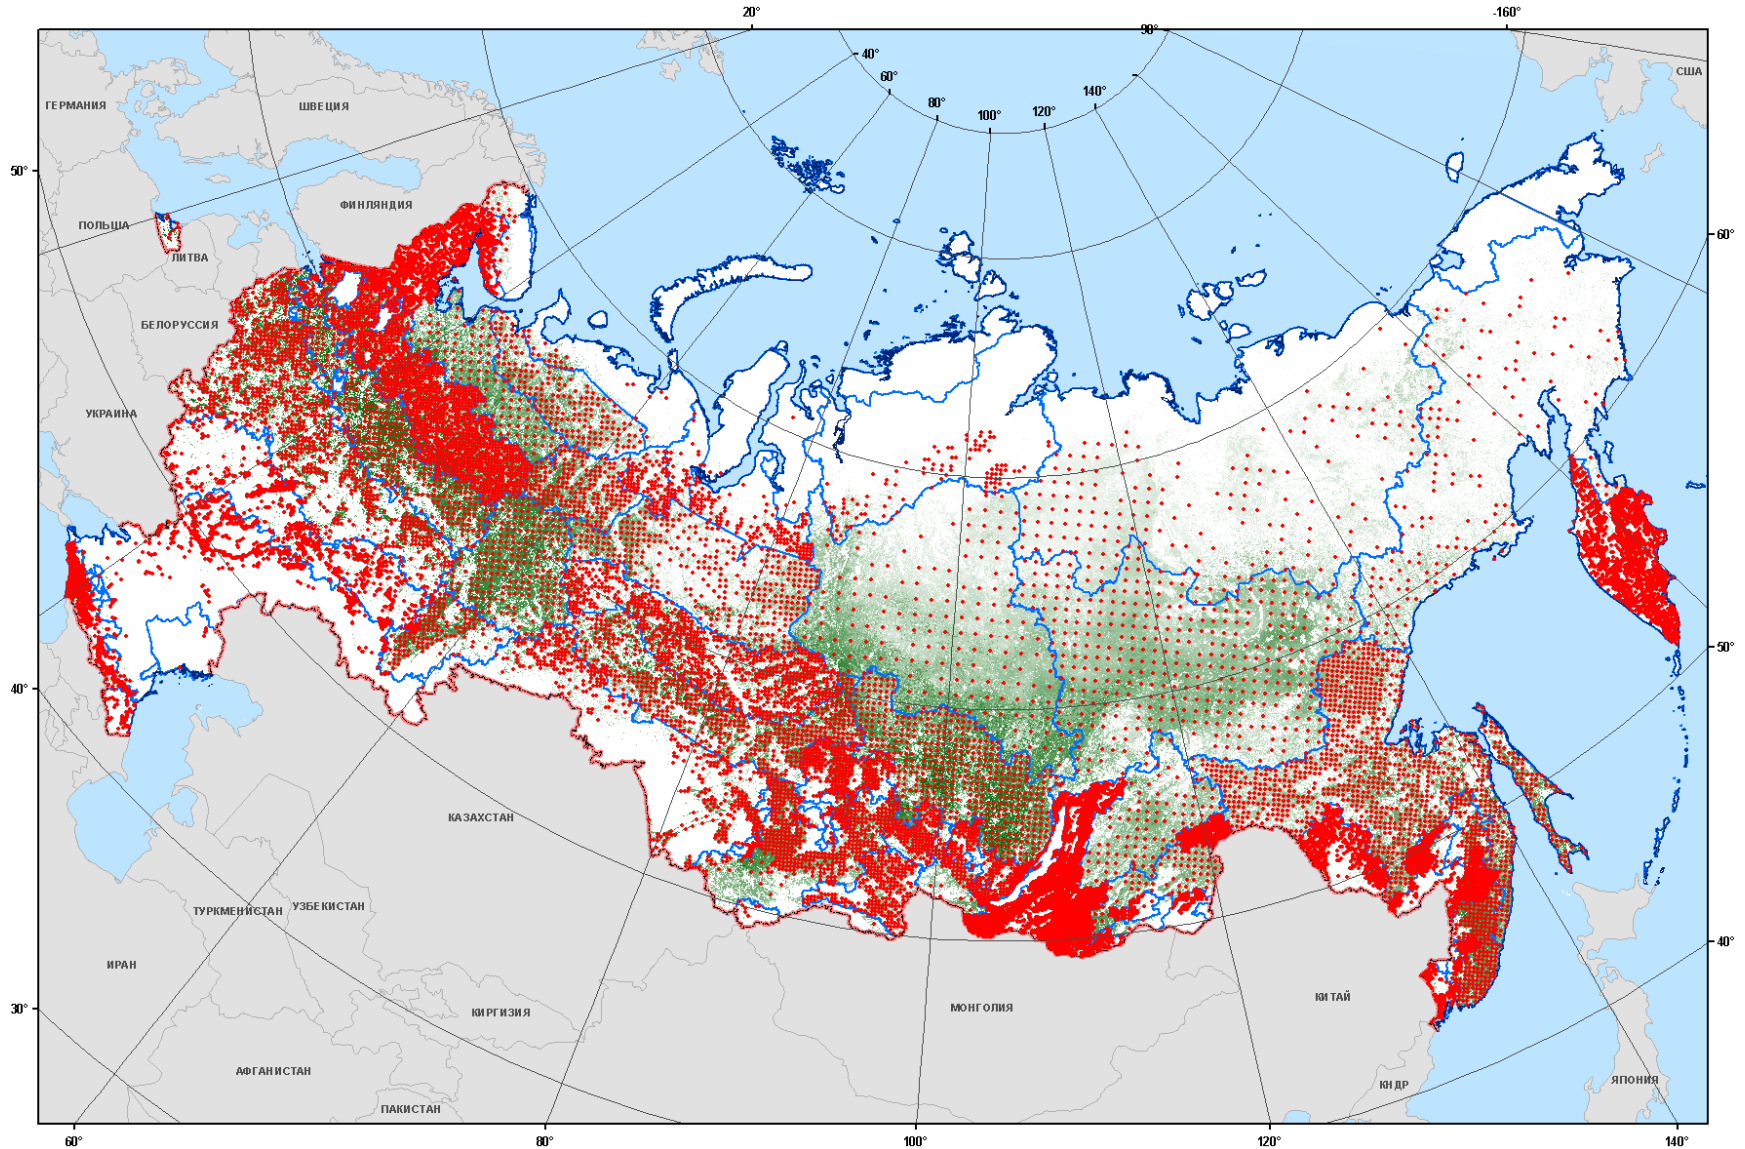 20°
-160°
98°
40°
60°
80°
100°
120°
140°
США
ГЕРМАНИЯ
ШВЕЦИЯ
50°
ФИНЛЯНДИЯ
ПОЛЬША
60°
ЛИТВА
БЕЛОРУССИЯ
УКРАИНА
50°
40°
КАЗАХСТАН
ТУРКМЕНИСТАН
УЗБЕКИСТАН
40°
ИРАН
КИТАЙ
30°
МОНГОЛИЯ
КИРГИЗИЯ
АФГАНИСТАН
ЯПОНИЯ
КНДР
ПАКИСТАН
60°
80°
100°
120°
140°